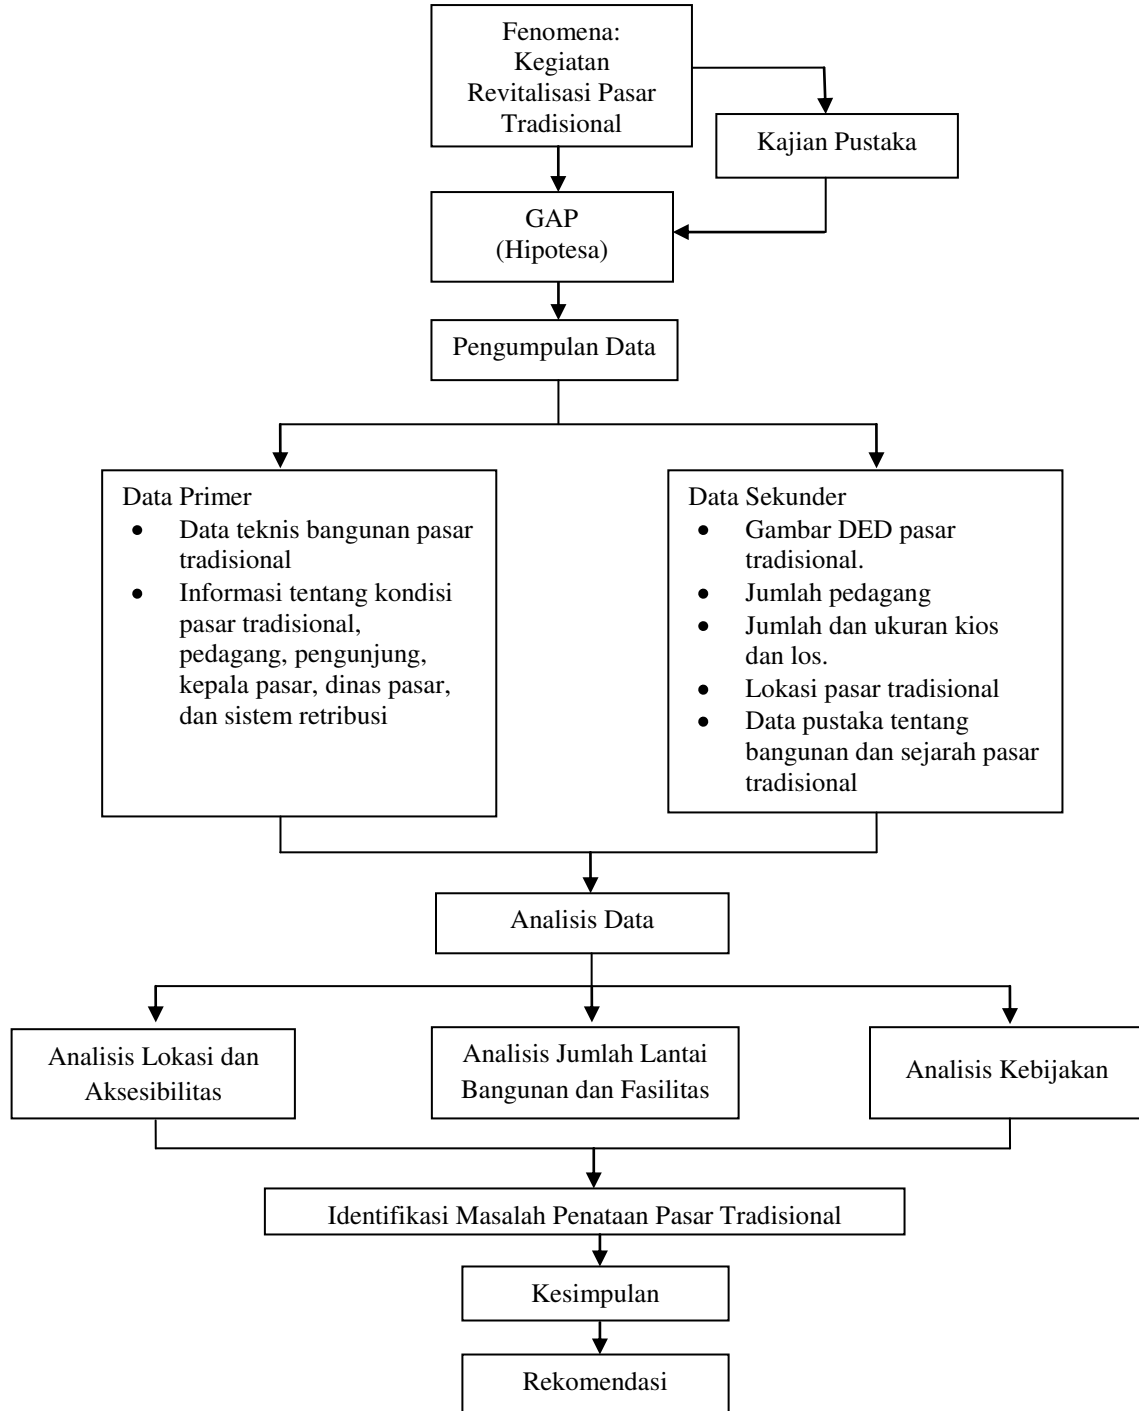 Fenomena:
Kegiatan
Revitalisasi Pasar
Tradisional
Kajian Pustaka
GAP
(Hipotesa)
Pengumpulan Data
Data Primer
● Data teknis bangunan pasar
tradisional
● Informasi tentang kondisi
pasar tradisional,
pedagang, pengunjung,
kepala pasar, dinas pasar,
dan sistem retribusi
Data Sekunder
● Gambar DED pasar
tradisional.
● Jumlah pedagang
● Jumlah dan ukuran kios
dan los.
● Lokasi pasar tradisional
● Data pustaka tentang
bangunan dan sejarah pasar
tradisional
Analisis Data
Analisis Lokasi dan
Aksesibilitas
Analisis Jumlah Lantai
Bangunan dan Fasilitas
Analisis Kebijakan
Identifikasi Masalah Penataan Pasar Tradisional
Kesimpulan
Rekomendasi